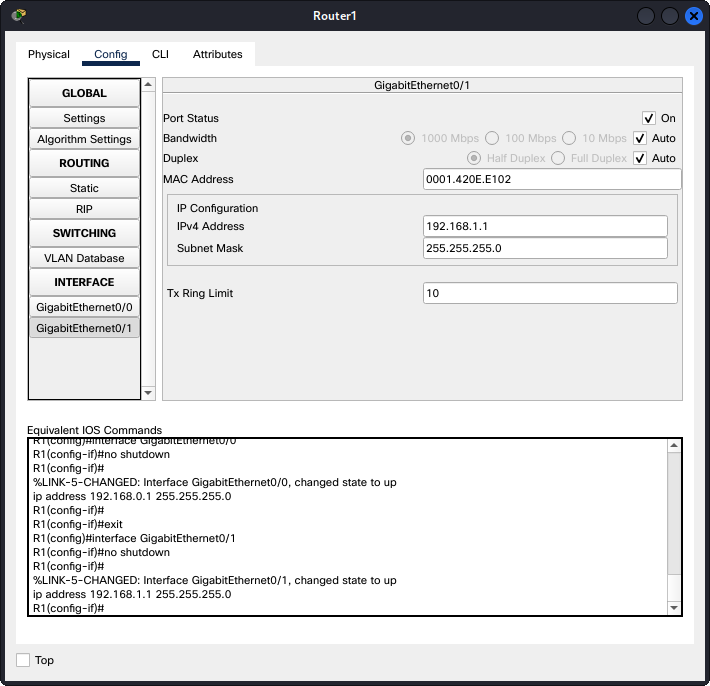 Router1
Physical Config CLI Attributes
GLOBAL
Settings
Algorithm Settings
ROUTING
Static
RIP
SWITCHING
VLAN Database
INTERFACE
GigabitEthernet0/0
GigabitEthernet0/1
GigabitEthernet0/1
Port Status On
Bandwidth 1000 Mbps 100 Mbps 10 Mbps Auto
Duplex Half Duplex Full Duplex Auto
MAC Address 0001.420E.E102
IP Configuration
IPv4 Address 192.168.1.1
Subnet Mask 255.255.255.0
Tx Ring Limit 10
Equivalent IOS Commands
R1(config)#interface GigabitEthernet0/0
R1(config-if)#no shutdown
R1(config-if)#
%LINK-5-CHANGED: Interface GigabitEthernet0/0, changed state to up
ip address 192.168.0.1 255.255.255.0
R1(config-if)#
R1(config-if)#exit
R1(config)#interface GigabitEthernet0/1
R1(config-if)#no shutdown
R1(config-if)#
%LINK-5-CHANGED: Interface GigabitEthernet0/1, changed state to up
ip address 192.168.1.1 255.255.255.0
R1(config-if)#
Top